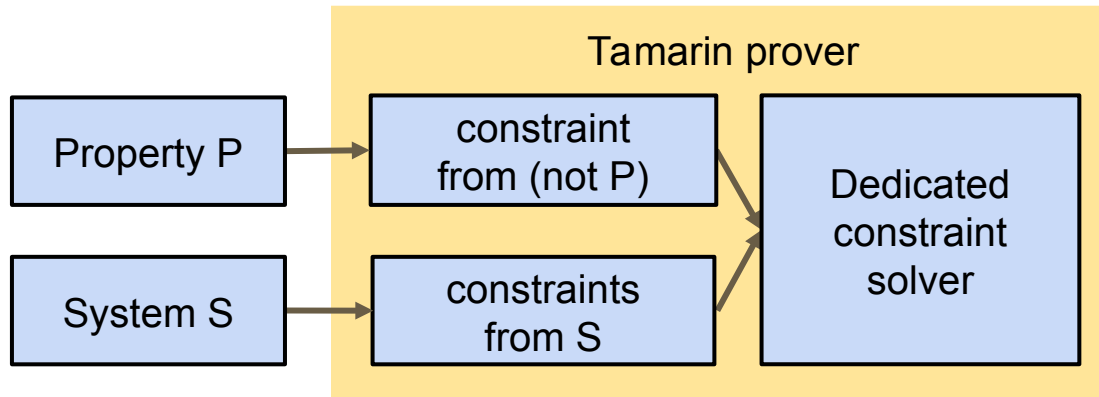 Tamarin prover
Property P
constraint
from (not P)
System S
constraints
from S
Dedicated
constraint
solver